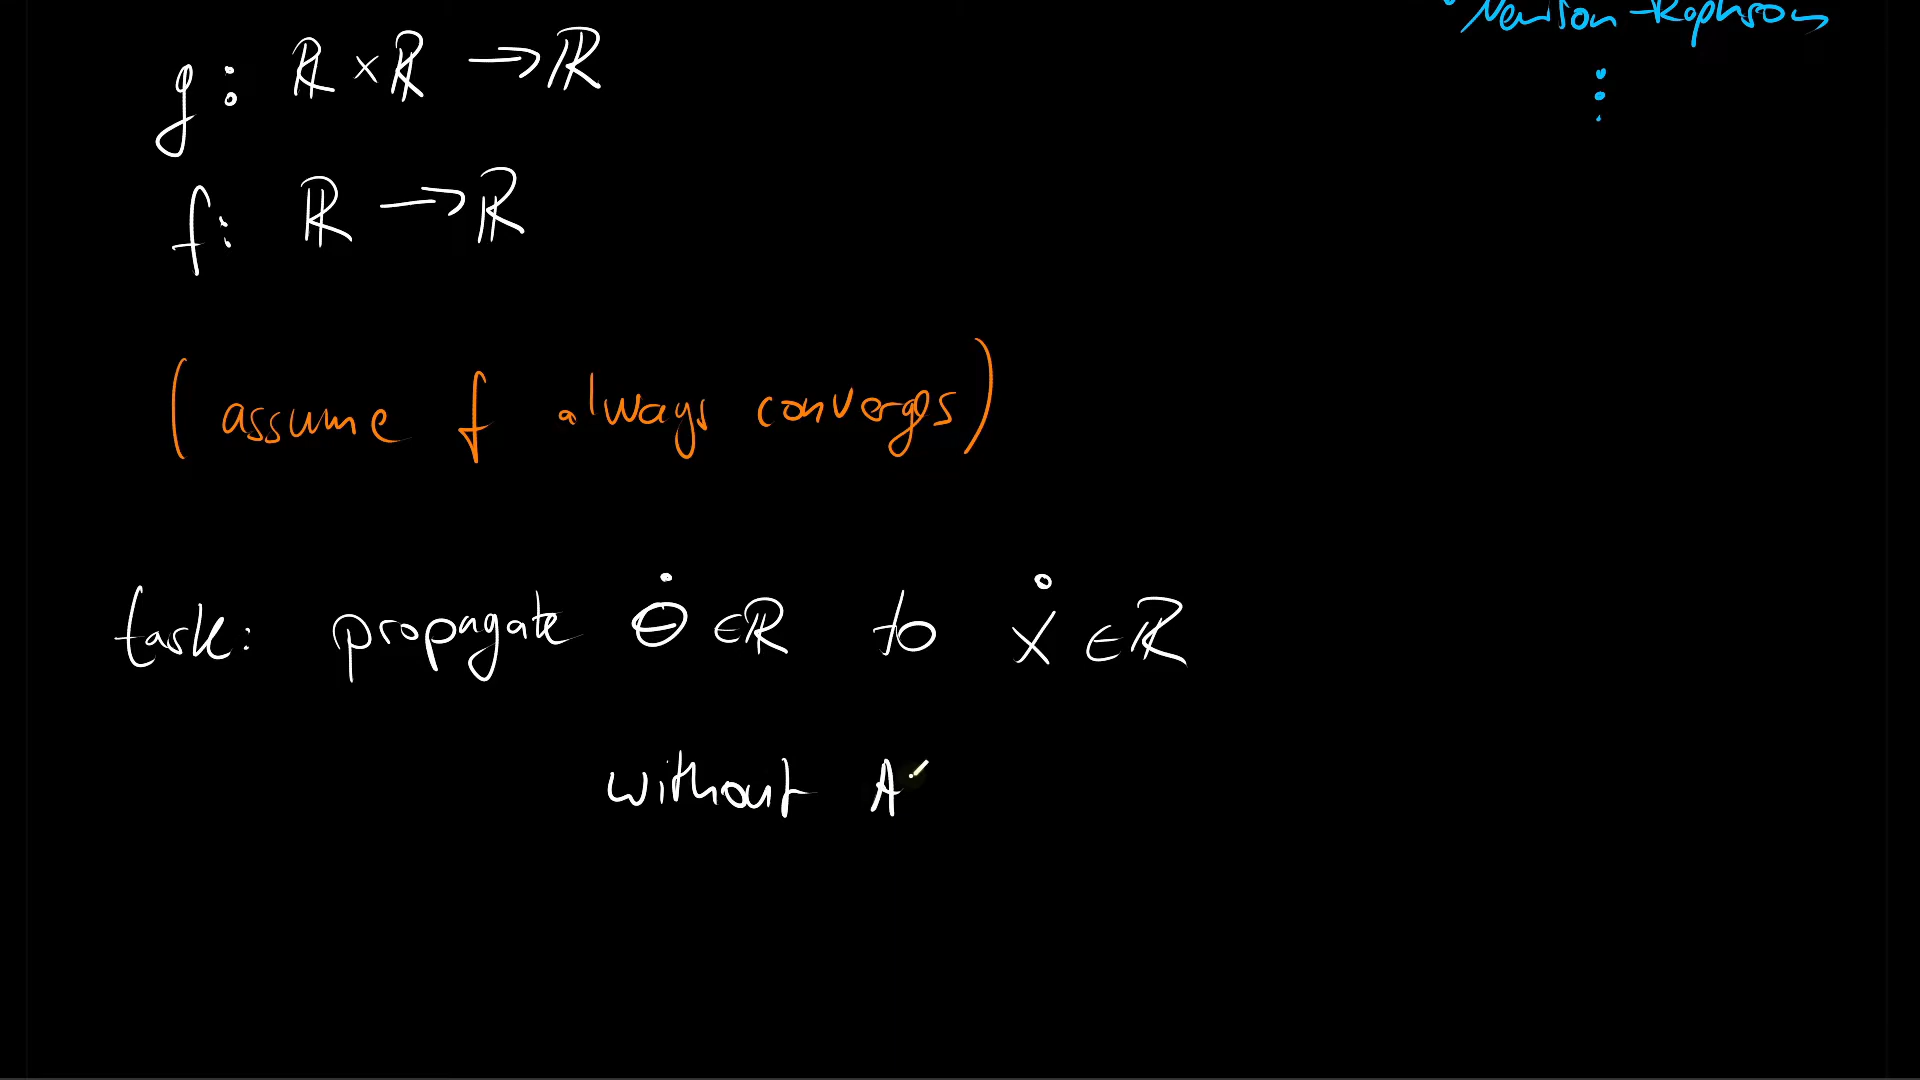 Newton-Raphson
g: ℝ × ℝ → ℝ
f: ℝ → ℝ
(assume f always converges)
task: propagate θ̇ ∈ ℝ to ẋ ∈ ℝ
without A